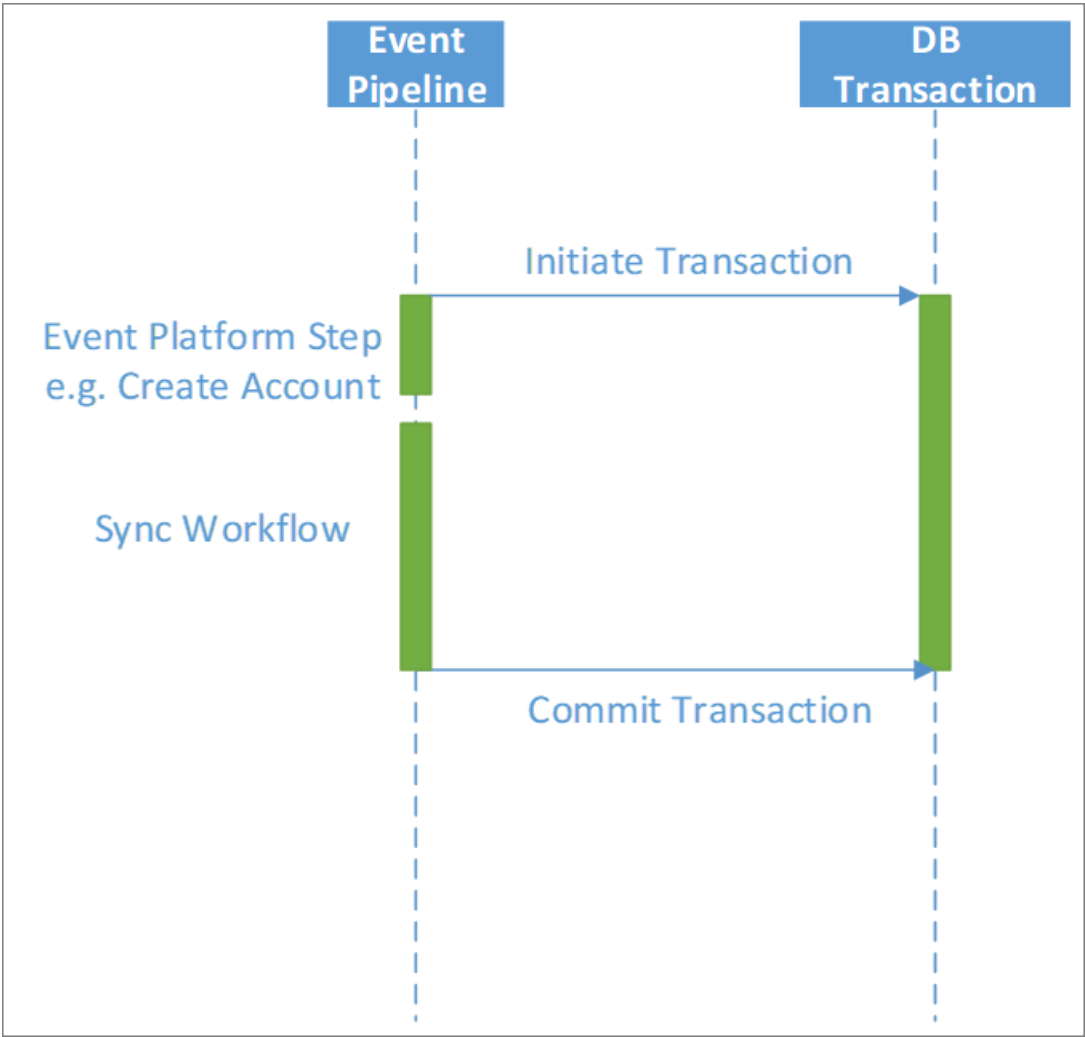 Event
Pipeline
DB
Transaction
Initiate Transaction
Event Platform Step
e.g. Create Account
Sync Workflow
Commit Transaction